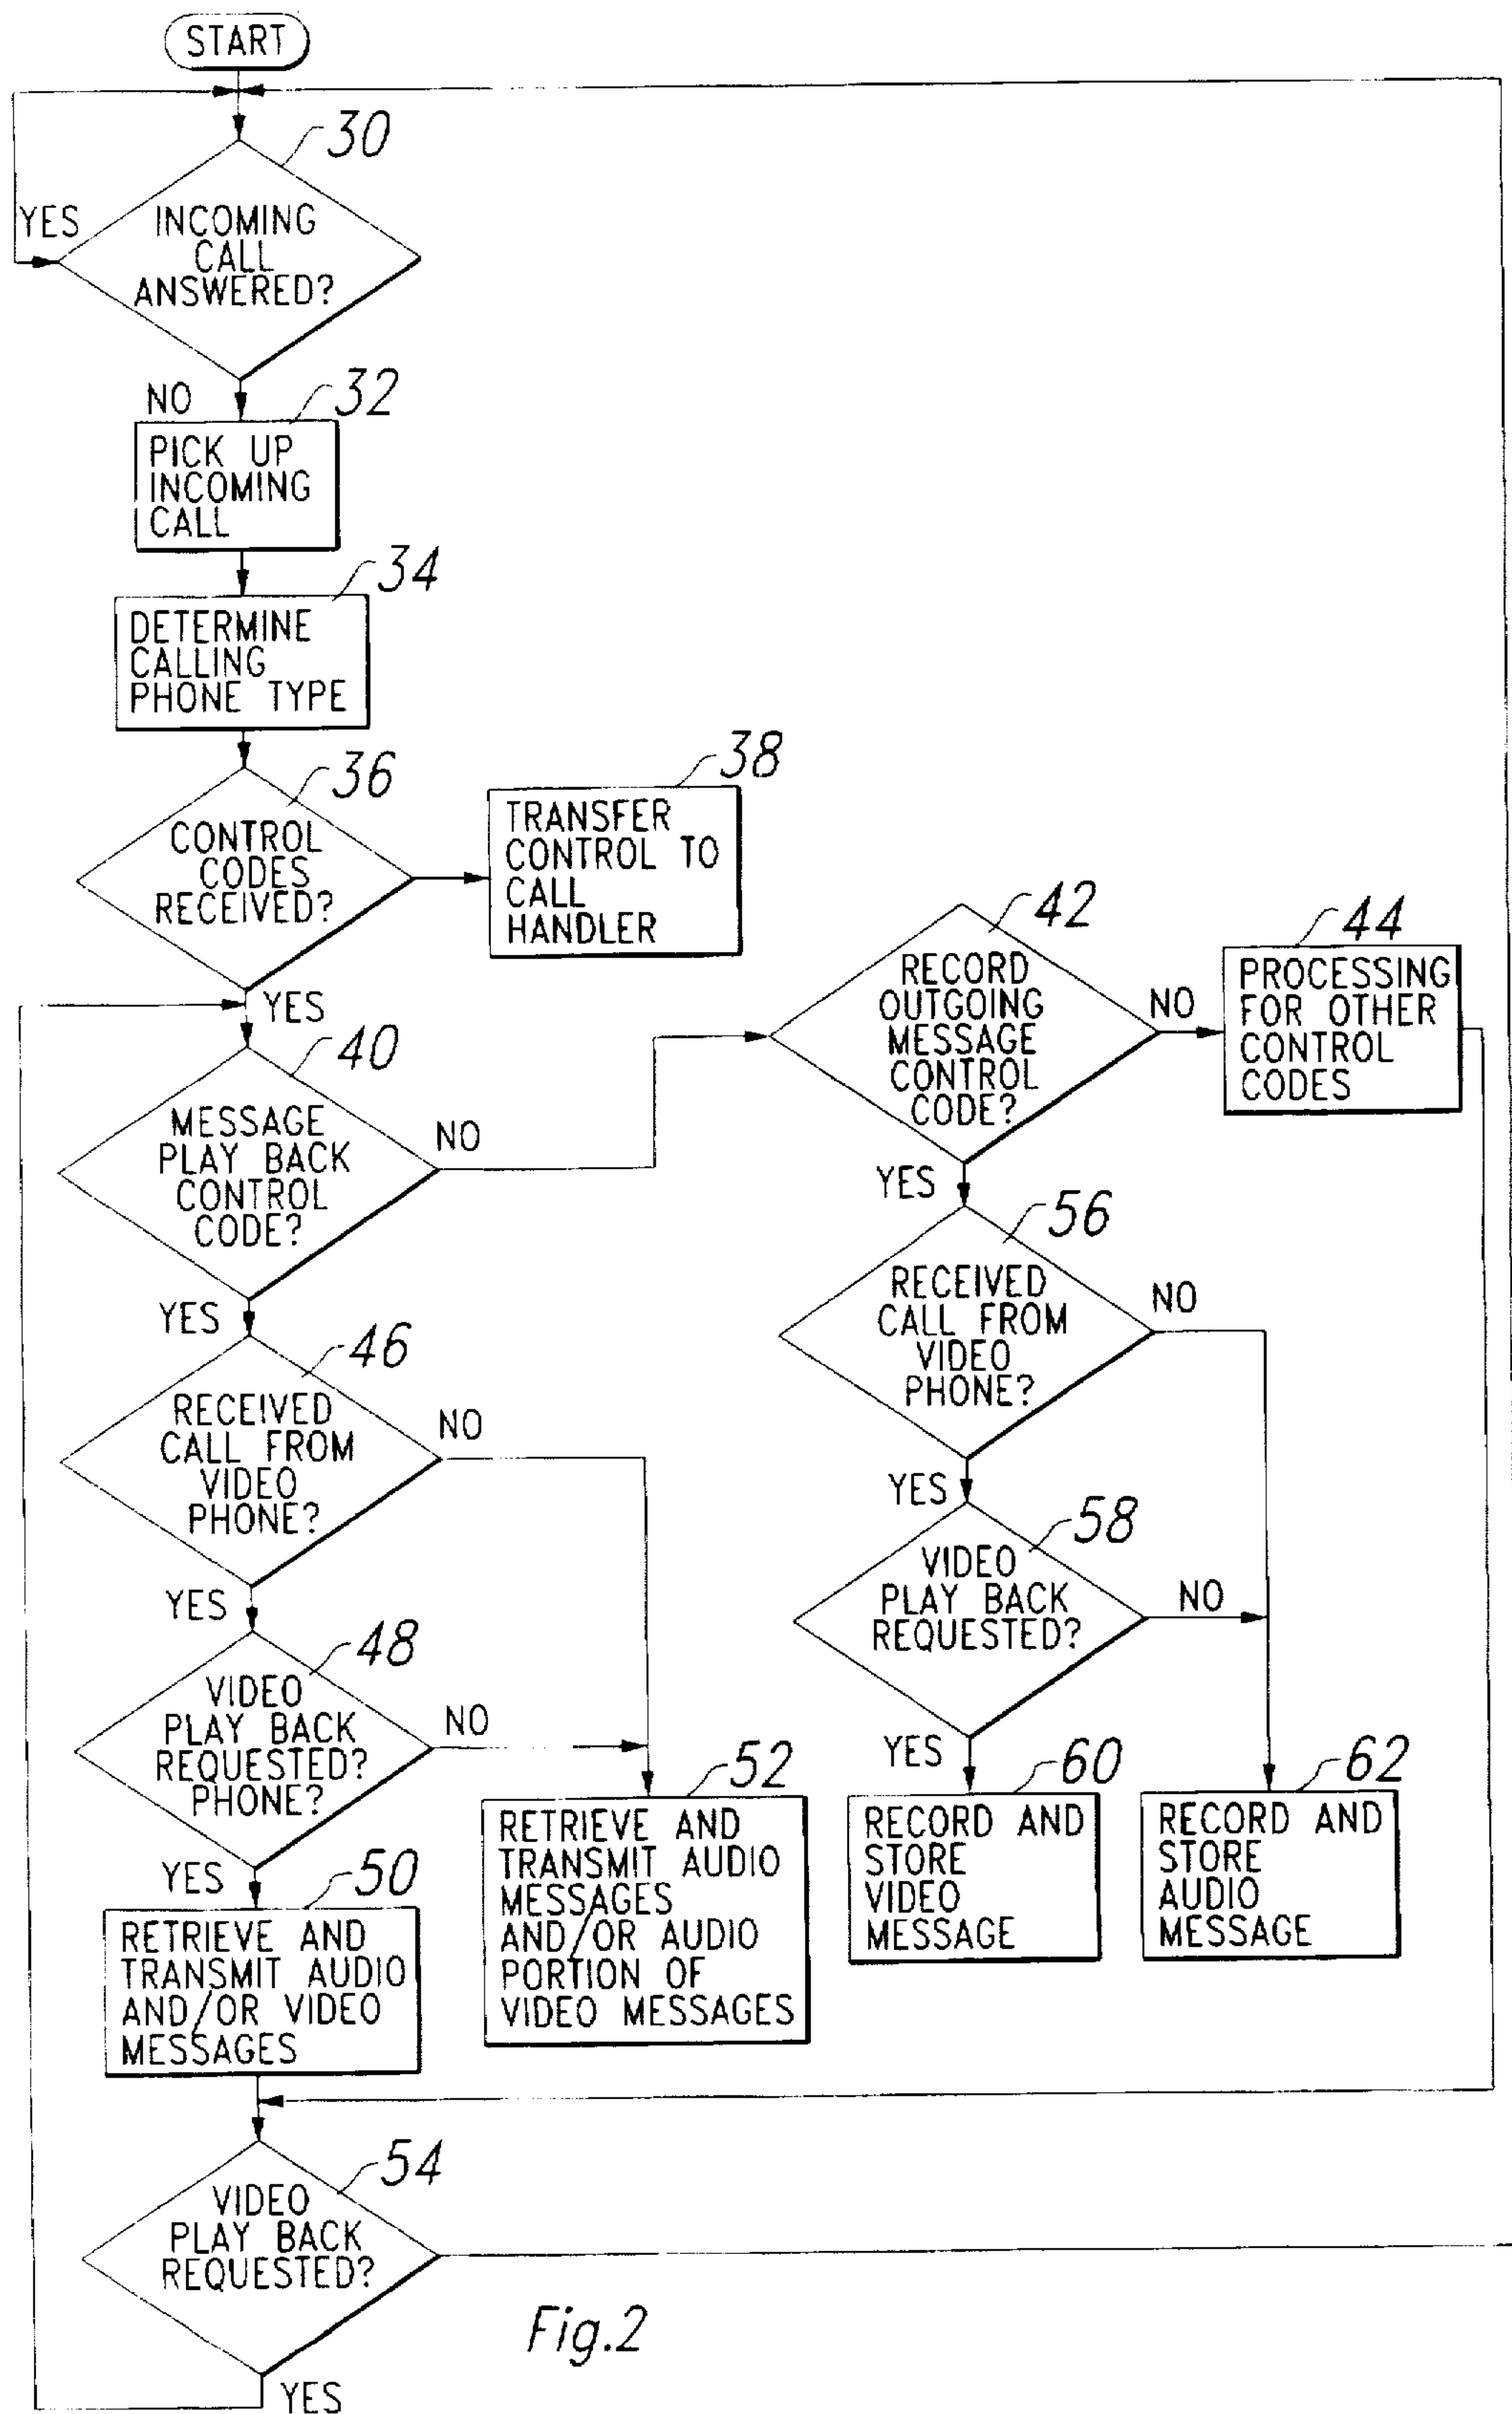 START
30
YES
INCOMING
CALL
ANSWERED?
NO
32
PICK UP
INCOMING
CALL
34
DETERMINE
CALLING
PHONE TYPE
36
CONTROL
CODES
RECEIVED?
38
TRANSFER
CONTROL TO
CALL
HANDLER
YES
40
MESSAGE
PLAY BACK
CONTROL
CODE?
NO
42
RECORD
OUTGOING
MESSAGE
CONTROL
CODE?
NO
44
PROCESSING
FOR OTHER
CONTROL
CODES
YES
56
RECEIVED
CALL FROM
VIDEO
PHONE?
NO
YES
46
RECEIVED
CALL FROM
VIDEO
PHONE?
NO
YES
58
VIDEO
PLAY BACK
REQUESTED?
NO
YES
48
VIDEO
PLAY BACK
REQUESTED?
PHONE?
NO
YES
50
RETRIEVE AND
TRANSMIT AUDIO
AND/OR VIDEO
MESSAGES
52
RETRIEVE AND
TRANSMIT AUDIO
MESSAGES
AND/OR AUDIO
PORTION OF
VIDEO MESSAGES
YES
60
RECORD AND
STORE
VIDEO
MESSAGE
62
RECORD AND
STORE
AUDIO
MESSAGE
54
VIDEO
PLAY BACK
REQUESTED?
YES
Fig.2